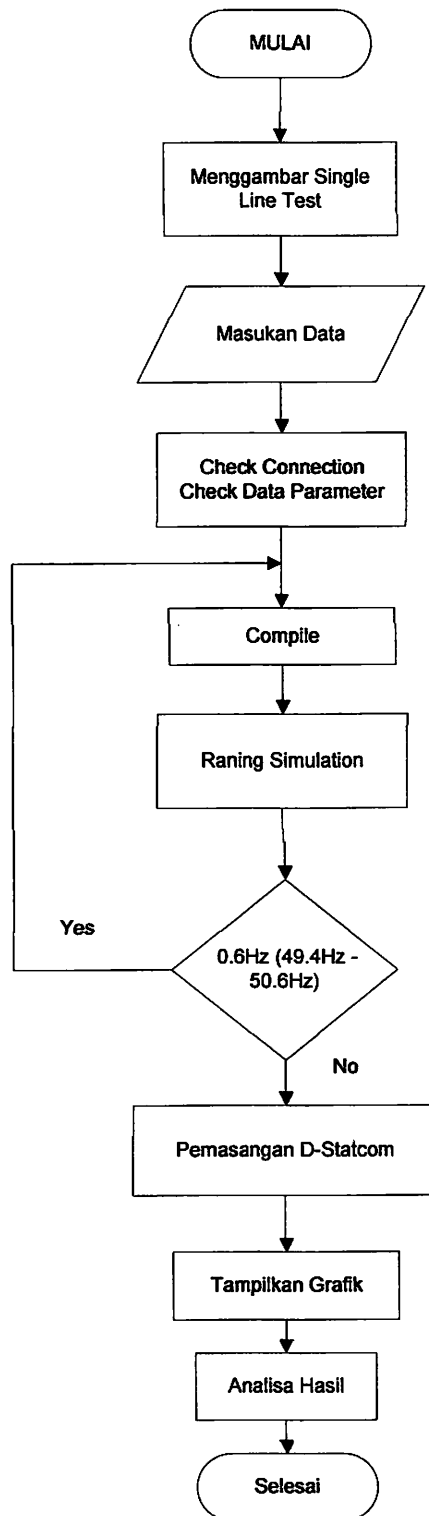 MULAI
Menggambar Single
Line Test
Masukan Data
Check Connection
Check Data Parameter
Compile
Raning Simulation
Yes
0.6Hz (49.4Hz -
50.6Hz)
No
Pemasangan D-Statcom
Tampilkan Grafik
Analisa Hasil
Selesai